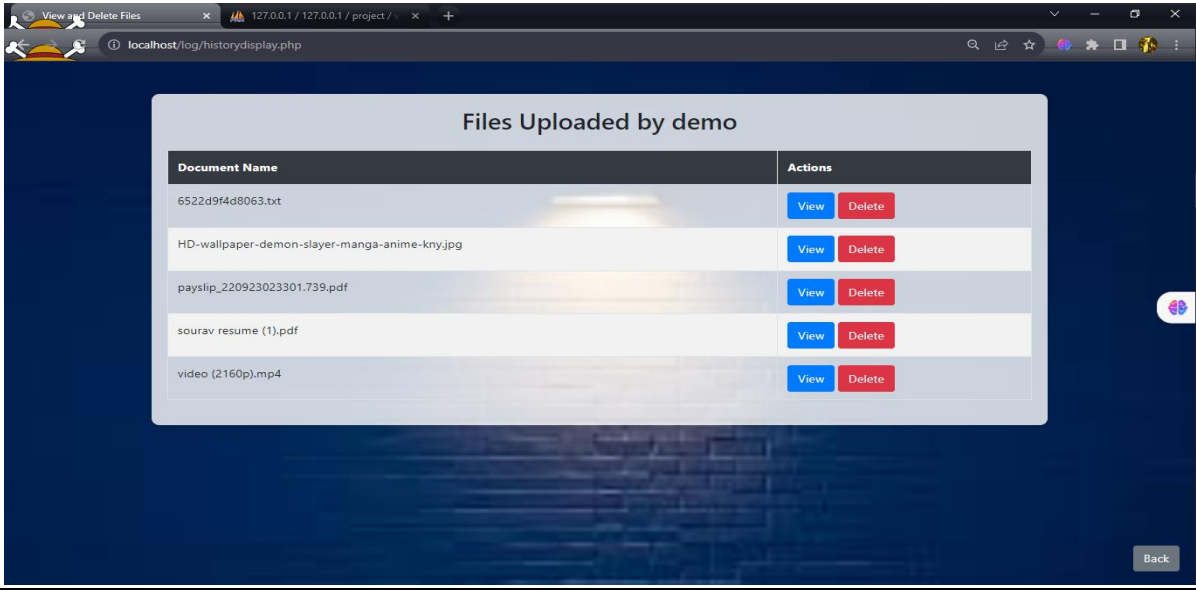 View and Delete Files
127.0.0.1 / 127.0.0.1 / project /
localhost/log/historydisplay.php
Files Uploaded by demo
Document Name Actions
6522d9f4d8063.txt View Delete
HD-wallpaper-demon-slayer-manga-anime-kny.jpg View Delete
payslip_220923023301.739.pdf View Delete
sourav resume (1).pdf View Delete
video (2160p).mp4 View Delete
Back